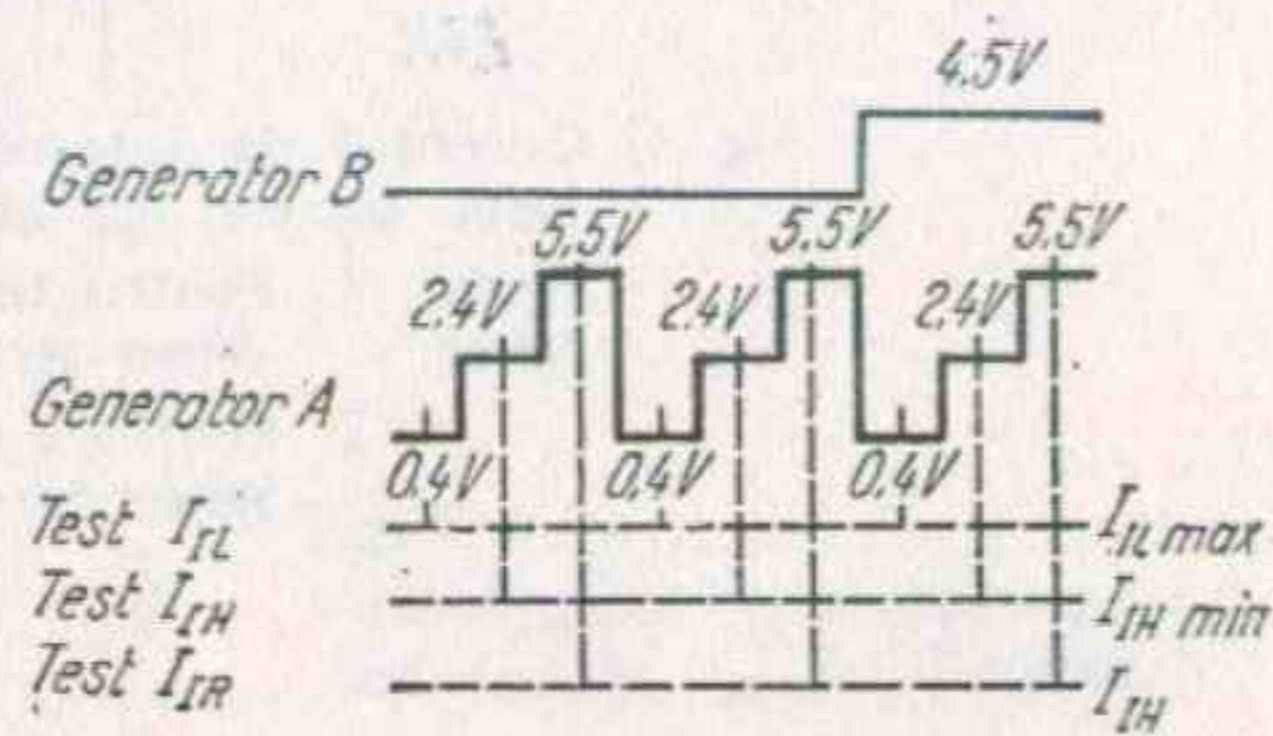 4.5V
Generator B
5.5V 5.5V 5.5V
2.4V 2.4V 2.4V
Generator A
0.4V 0.4V 0.4V
Test I_IL I_IL max
Test I_IH I_IH min
Test I_IR I_IH